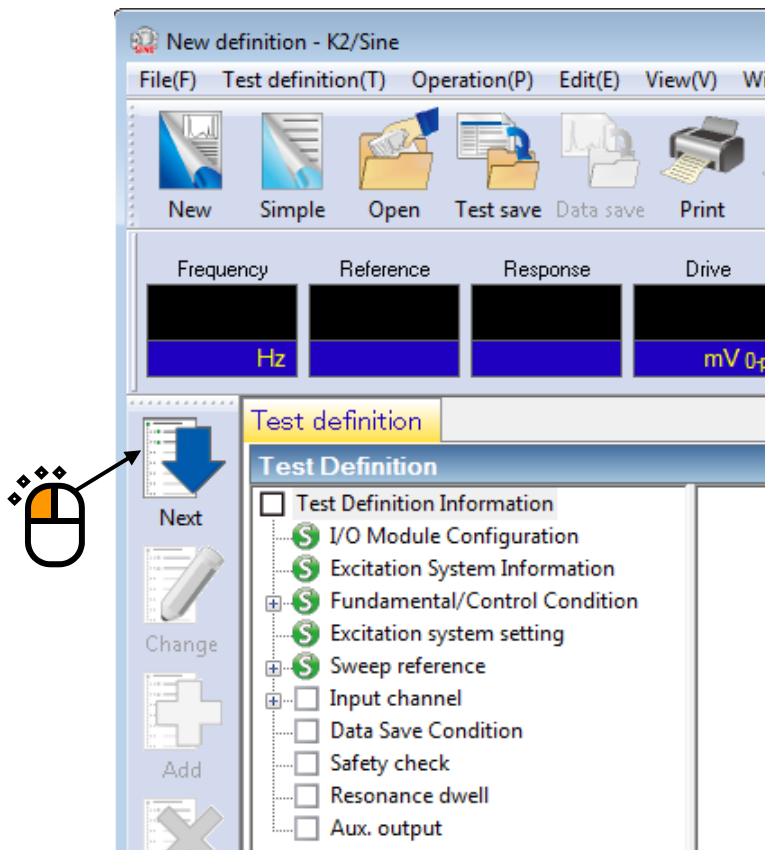 New definition - K2/Sine
File(F) Test definition(T) Operation(P) Edit(E) View(V) Wi
New Simple Open Test save Data save Print
Frequency Reference Response Drive
Hz mV 0-p
Test definition
Test Definition
Next
Change
Add
Test Definition Information
S I/O Module Configuration
S Excitation System Information
S Fundamental/Control Condition
S Excitation system setting
S Sweep reference
Input channel
Data Save Condition
Safety check
Resonance dwell
Aux. output